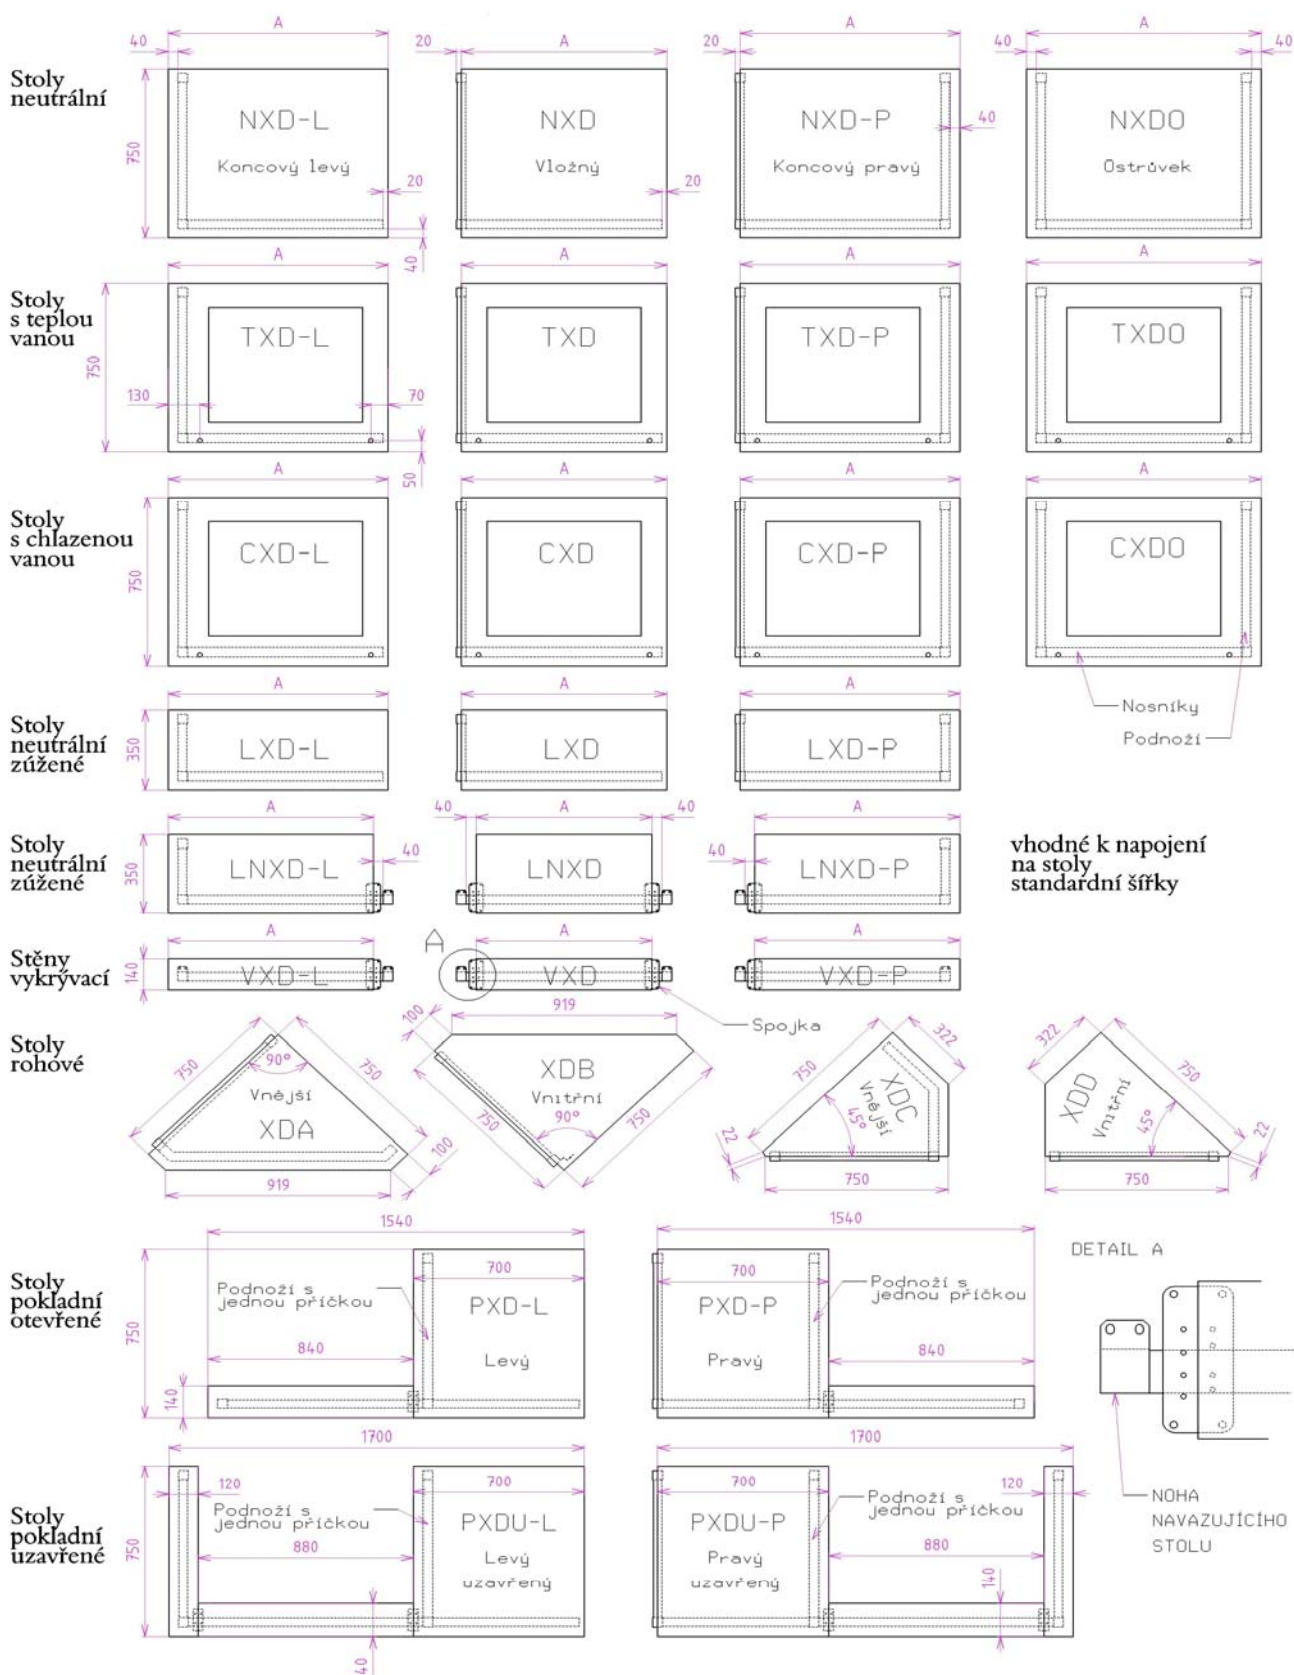 A A A A
40 20 20 40 40
Stoly
neutrální
750
NXD-L NXD NXD-P NXDO
40
Koncový levý Vložný Koncový pravý Ostrůvek
20 20
40
A A A A
Stoly
s teplou
vanou
750
TXD-L TXD TXD-P TXDO
130 70
50
A A A A
Stoly
s chlazenou
vanou
750
CXD-L CXD CXD-P CXDO
A A A
Nosníky
Podnoží
Stoly
neutrální
zúžené
350
LXD-L LXD LXD-P
A 40 A 40 A
Stoly
neutrální
zúžené
350
LNXD-L 40 LNXD 40 LNXD-P
vhodné k napojení
na stoly
standardní šířky
A A A A
Stěny
vykrývací
140
VXD-L VXD VXD-P
919
Spojka
Stoly
rohové
750 90° 750
Vnější
XDA
100
919
100
XDB
Vnitřní
90°
750 750
750 322
XDC
Vnější
45°
22
750
322 750
XDD
Vnitřní
45°
22
750
1540 1540
Stoly
pokladní
otevřené
750
Podnoží s
jednou příčkou
700
PXD-L
Levý
840
140
700
PXD-P
Pravý
Podnoží s
jednou příčkou
840
DETAIL A
NOHA
NAVAZUJÍCÍHO
STOLU
1700 1700
Stoly
pokladní
uzavřené
750
120
Podnoží s
jednou příčkou
880
700
PXDU-L
Levý
uzavřený
40
700
PXDU-P
Pravý
uzavřený
Podnoží s
jednou příčkou
120
880
140